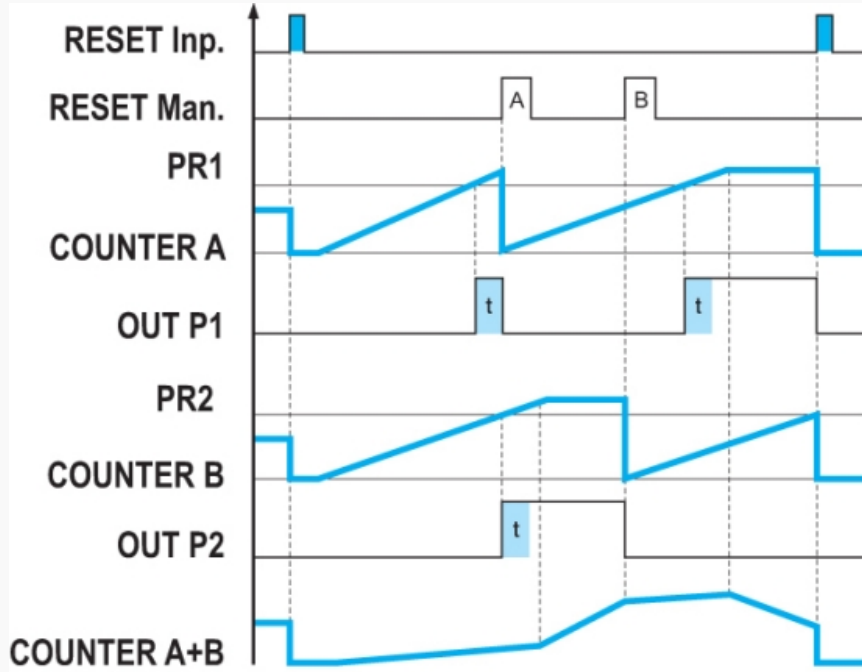 RESET Inp.
RESET Man.
A
B
PR1
COUNTER A
OUT P1
t
t
PR2
COUNTER B
OUT P2
t
COUNTER A+B